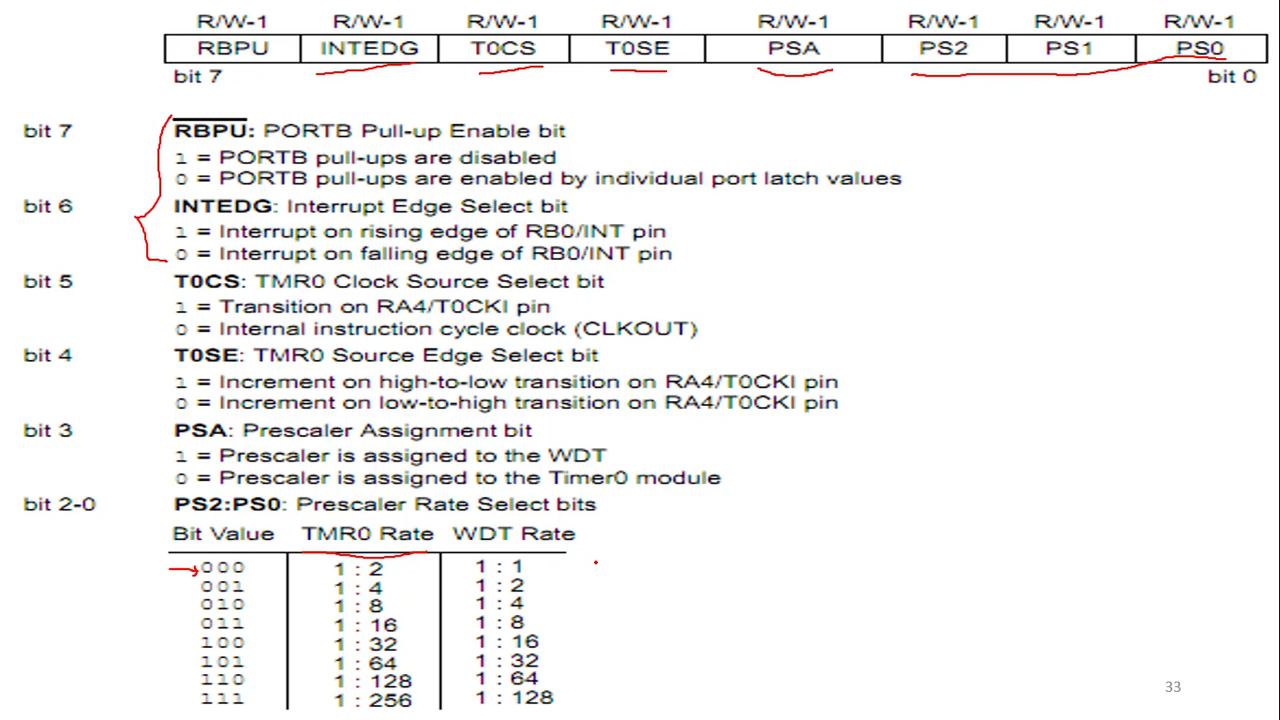 R/W-1 R/W-1 R/W-1 R/W-1 R/W-1 R/W-1 R/W-1 R/W-1
RBPU INTEDG T0CS T0SE PSA PS2 PS1 PS0
bit 7 bit 0
bit 7 RBPU: PORTB Pull-up Enable bit
1 = PORTB pull-ups are disabled
0 = PORTB pull-ups are enabled by individual port latch values
bit 6 INTEDG: Interrupt Edge Select bit
1 = Interrupt on rising edge of RB0/INT pin
0 = Interrupt on falling edge of RB0/INT pin
bit 5 T0CS: TMR0 Clock Source Select bit
1 = Transition on RA4/T0CKI pin
0 = Internal instruction cycle clock (CLKOUT)
bit 4 T0SE: TMR0 Source Edge Select bit
1 = Increment on high-to-low transition on RA4/T0CKI pin
0 = Increment on low-to-high transition on RA4/T0CKI pin
bit 3 PSA: Prescaler Assignment bit
1 = Prescaler is assigned to the WDT
0 = Prescaler is assigned to the Timer0 module
bit 2-0 PS2:PS0: Prescaler Rate Select bits
Bit Value TMR0 Rate WDT Rate
000 1 : 2 1 : 1
001 1 : 4 1 : 2
010 1 : 8 1 : 4
011 1 : 16 1 : 8
100 1 : 32 1 : 16
101 1 : 64 1 : 32
110 1 : 128 1 : 64
111 1 : 256 1 : 128
33